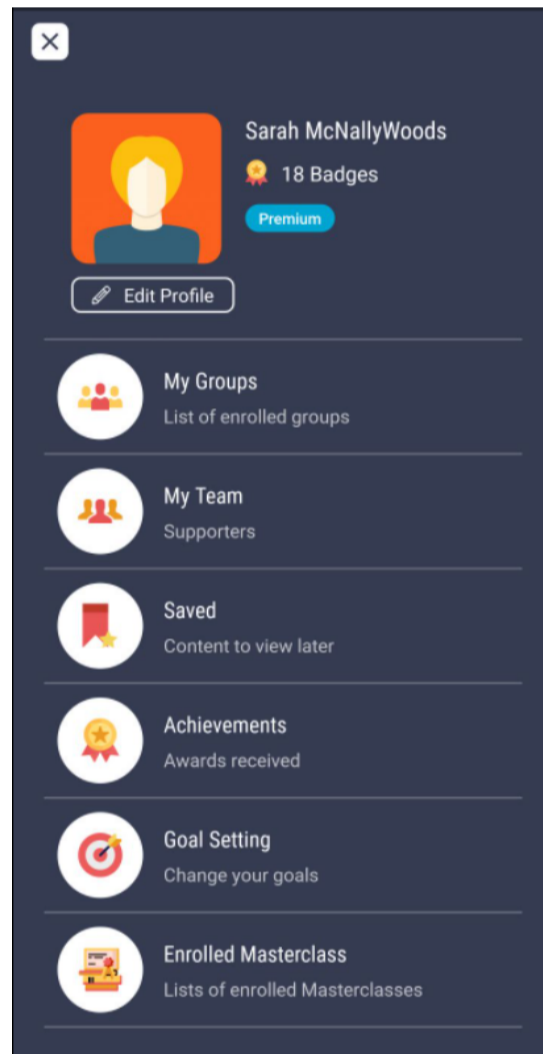 Sarah McNallyWoods
18 Badges
Premium
Edit Profile
My Groups
List of enrolled groups
My Team
Supporters
Saved
Content to view later
Achievements
Awards received
Goal Setting
Change your goals
Enrolled Masterclass
Lists of enrolled Masterclasses